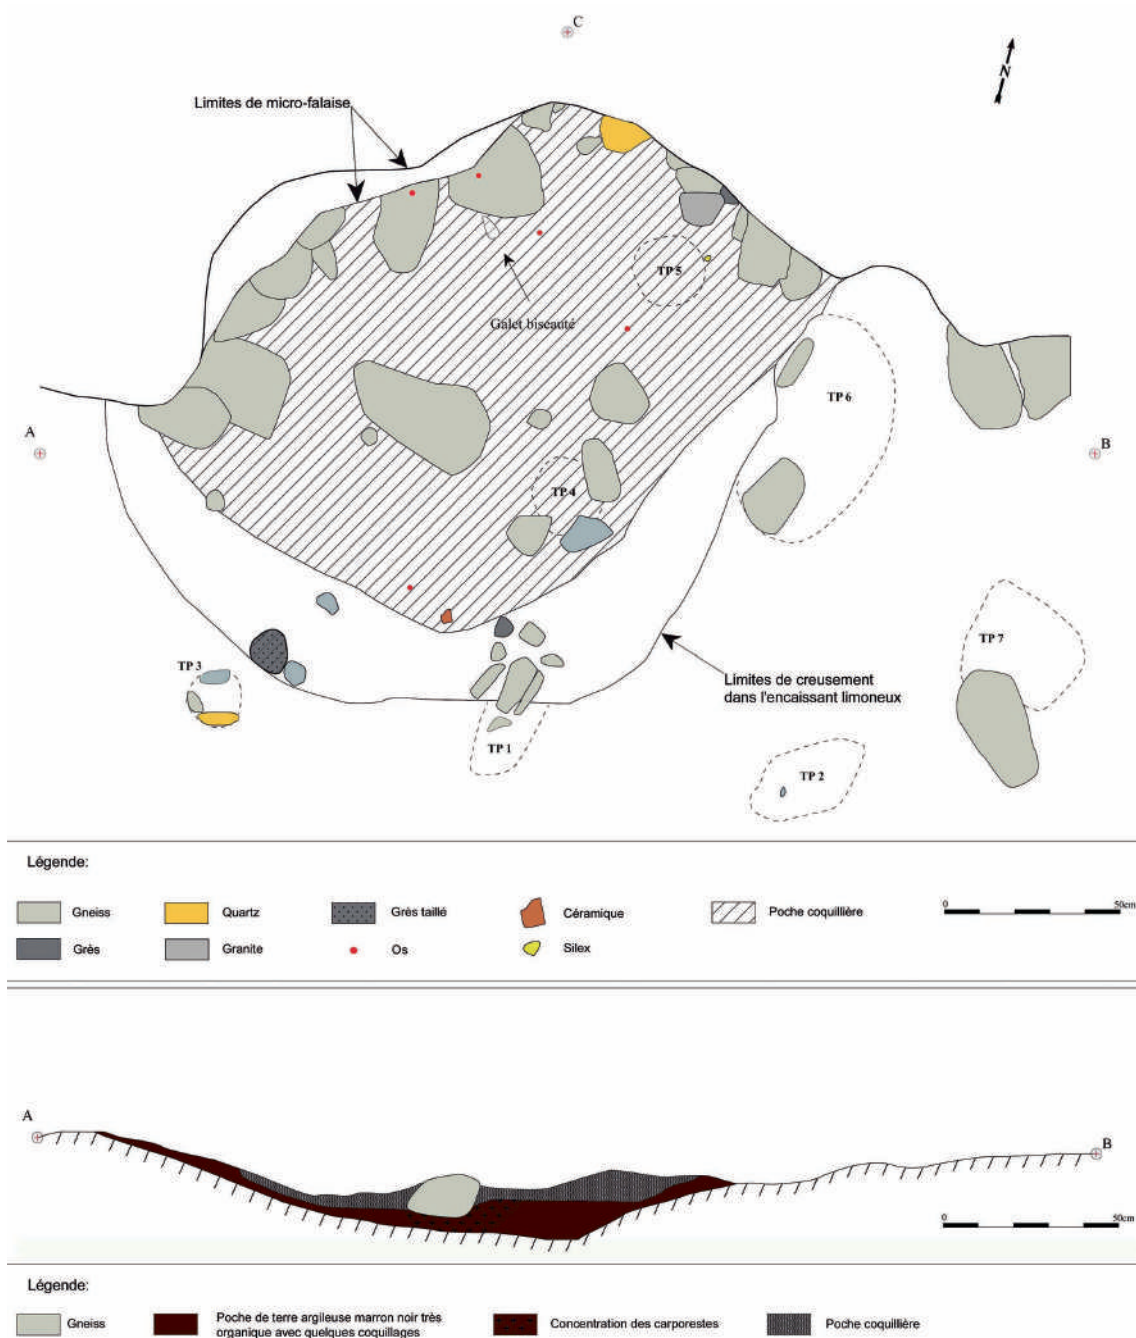 C
N
Limites de micro-falaise
TP 5
Galet biseauté
TP 6
A
B
TP 4
TP 7
TP 3
Limites de creusement
dans l'encaissant limoneux
TP 1
TP 2
Légende:
Gneiss
Quartz
Grès taillé
Céramique
Poche coquillière
0
50cm
Grès
Granite
Os
Silex
A
B
0
50cm
Légende:
Gneiss
Poche de terre argileuse marron noir très
organique avec quelques coquillages
Concentration des carporestes
Poche coquillière